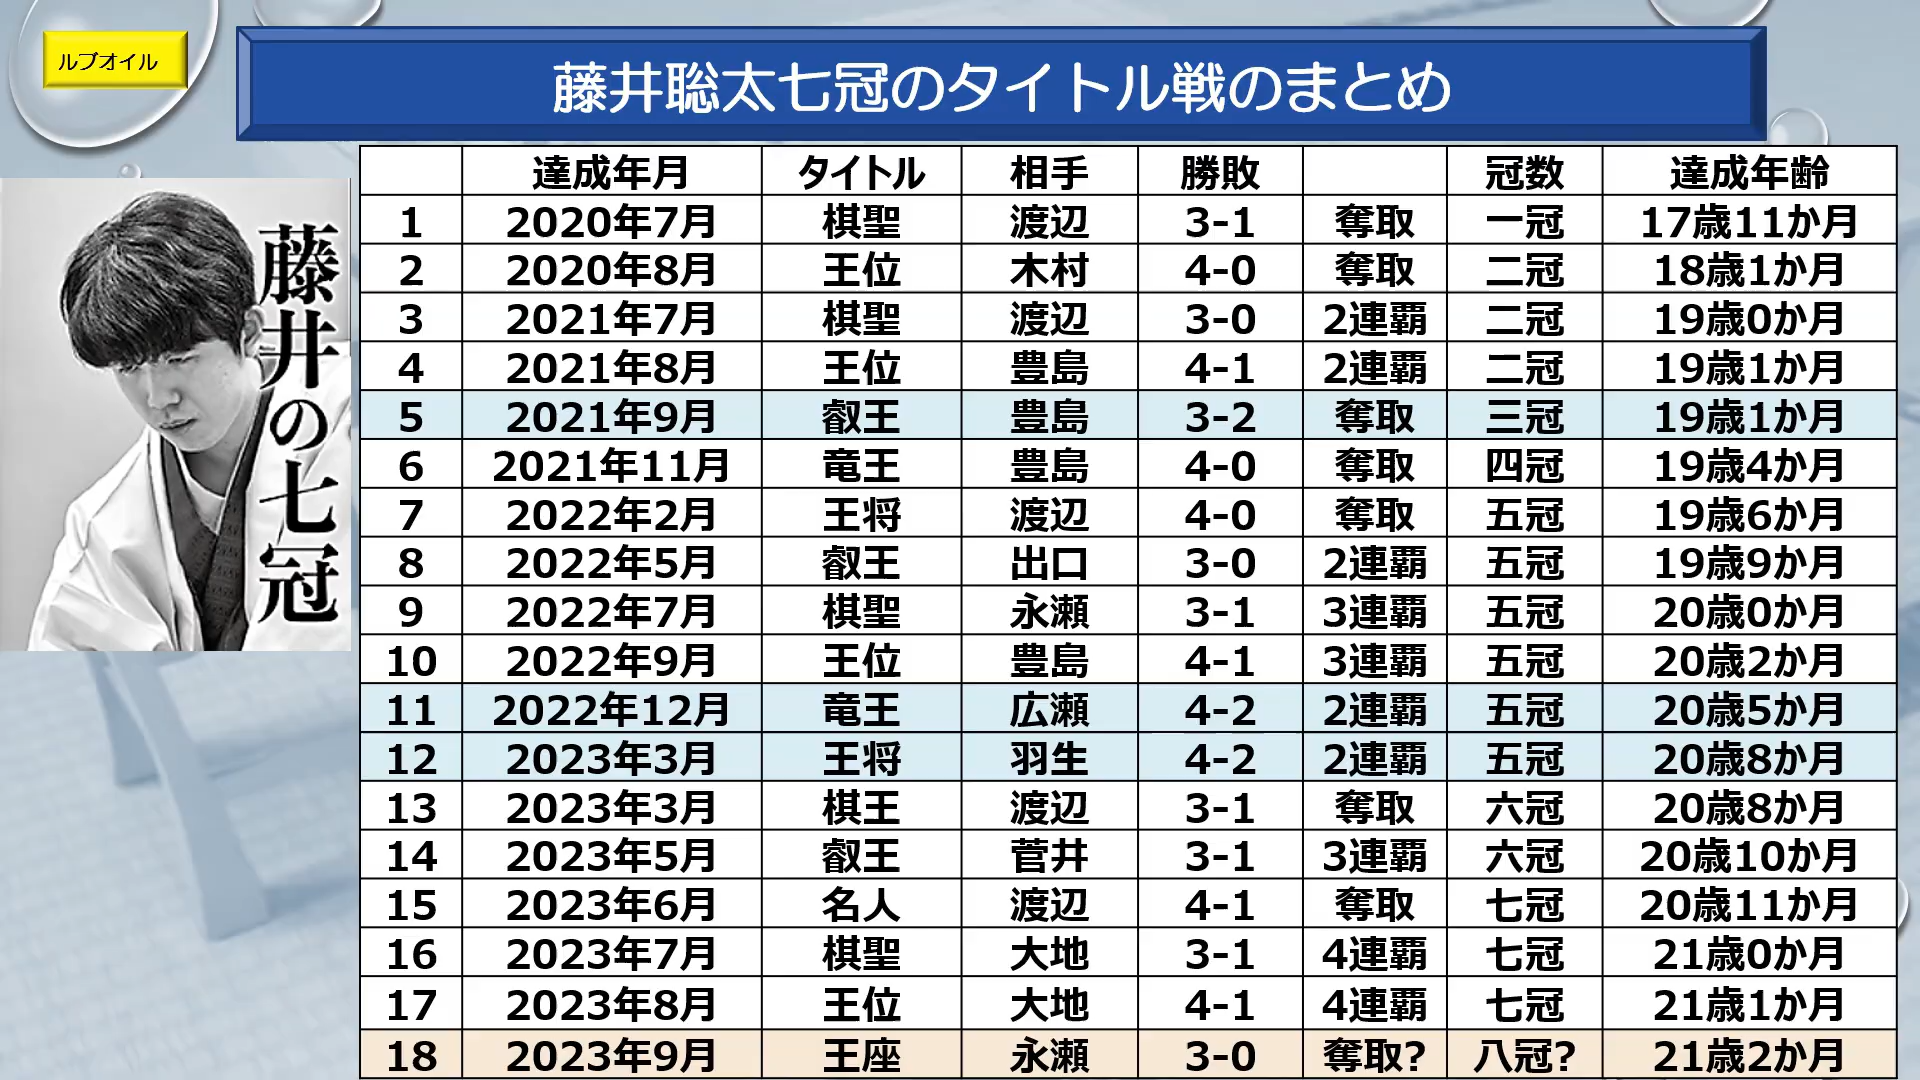 ルブオイル
藤井聡太七冠のタイトル戦のまとめ
藤井の七冠
達成年月 タイトル 相手 勝敗 冠数 達成年齢
1 2020年7月 棋聖 渡辺 3-1 奪取 一冠 17歳11か月
2 2020年8月 王位 木村 4-0 奪取 二冠 18歳1か月
3 2021年7月 棋聖 渡辺 3-0 2連覇 二冠 19歳0か月
4 2021年8月 王位 豊島 4-1 2連覇 二冠 19歳1か月
5 2021年9月 叡王 豊島 3-2 奪取 三冠 19歳1か月
6 2021年11月 竜王 豊島 4-0 奪取 四冠 19歳4か月
7 2022年2月 王将 渡辺 4-0 奪取 五冠 19歳6か月
8 2022年5月 叡王 出口 3-0 2連覇 五冠 19歳9か月
9 2022年7月 棋聖 永瀬 3-1 3連覇 五冠 20歳0か月
10 2022年9月 王位 豊島 4-1 3連覇 五冠 20歳2か月
11 2022年12月 竜王 広瀬 4-2 2連覇 五冠 20歳5か月
12 2023年3月 王将 羽生 4-2 2連覇 五冠 20歳8か月
13 2023年3月 棋王 渡辺 3-1 奪取 六冠 20歳8か月
14 2023年5月 叡王 菅井 3-1 3連覇 六冠 20歳10か月
15 2023年6月 名人 渡辺 4-1 奪取 七冠 20歳11か月
16 2023年7月 棋聖 大地 3-1 4連覇 七冠 21歳0か月
17 2023年8月 王位 大地 4-1 4連覇 七冠 21歳1か月
18 2023年9月 王座 永瀬 3-0 奪取? 八冠? 21歳2か月